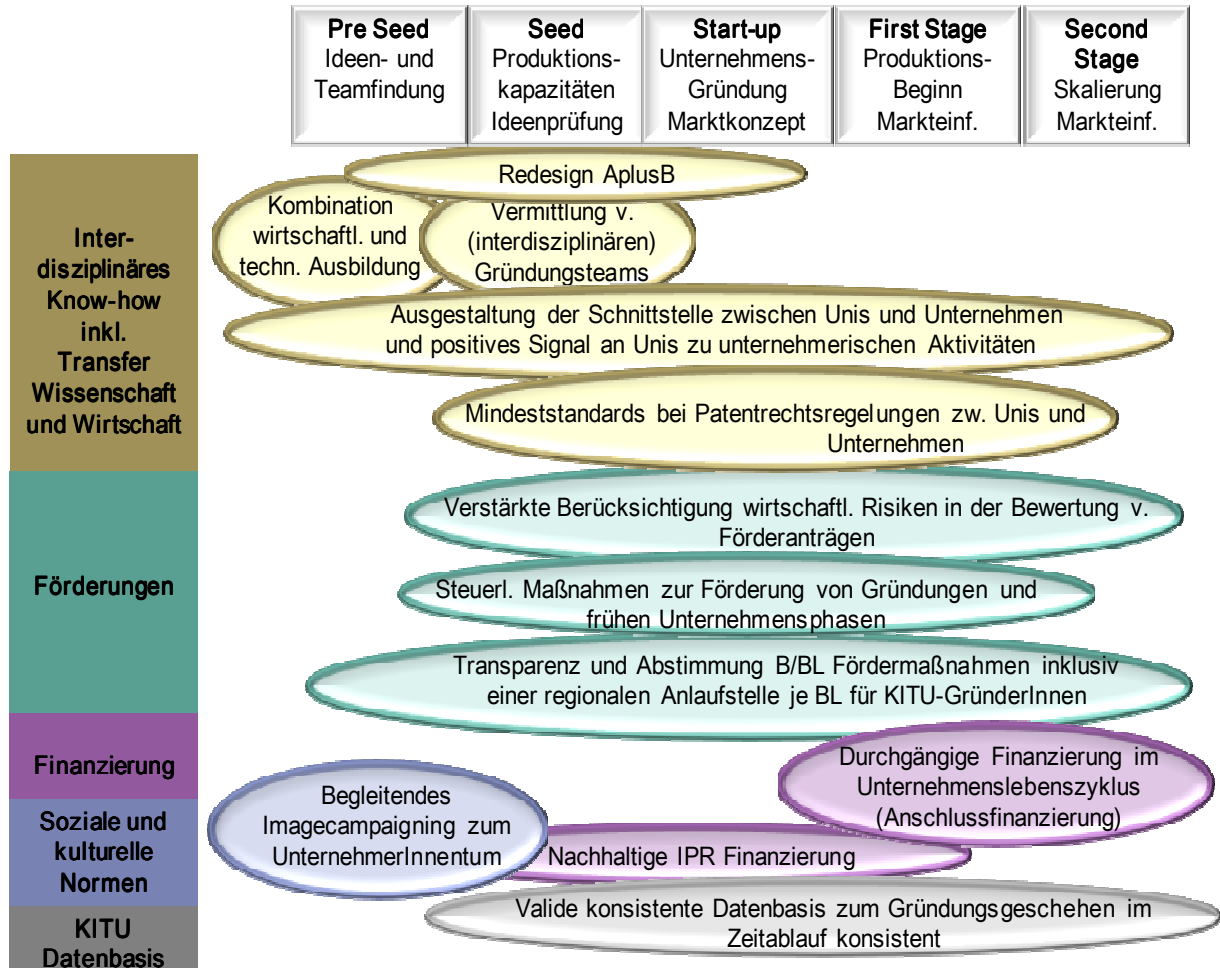 Pre Seed
Ideen- und
Teamfindung
Seed
Produktions-
kapazitäten
Ideenprüfung
Start-up
Unternehmens-
Gründung
Marktkonzept
First Stage
Produktions-
Beginn
Markteinf.
Second
Stage
Skalierung
Markteinf.
Inter-
disziplinäres
Know-how
inkl.
Transfer
Wissenschaft
und Wirtschaft
Redesign AplusB
Kombination
wirtschaftl. und
techn. Ausbildung
Vermittlung v.
(interdisziplinären)
Gründungsteams
Ausgestaltung der Schnittstelle zwischen Unis und Unternehmen
und positives Signal an Unis zu unternehmerischen Aktivitäten
Mindeststandards bei Patentrechtsregelungen zw. Unis und
Unternehmen
Förderungen
Verstärkte Berücksichtigung wirtschaftl. Risiken in der Bewertung v.
Förderanträgen
Steuerl. Maßnahmen zur Förderung von Gründungen und
frühen Unternehmensphasen
Transparenz und Abstimmung B/BL Fördermaßnahmen inklusiv
einer regionalen Anlaufstelle je BL für KITU-GründerInnen
Finanzierung
Durchgängige Finanzierung im
Unternehmenslebenszyklus
(Anschlussfinanzierung)
Soziale und
kulturelle
Normen
Begleitendes
Imagecampaigning zum
UnternehmerInnentum
Nachhaltige IPR Finanzierung
KITU
Datenbasis
Valide konsistente Datenbasis zum Gründungsgeschehen im
Zeitablauf konsistent